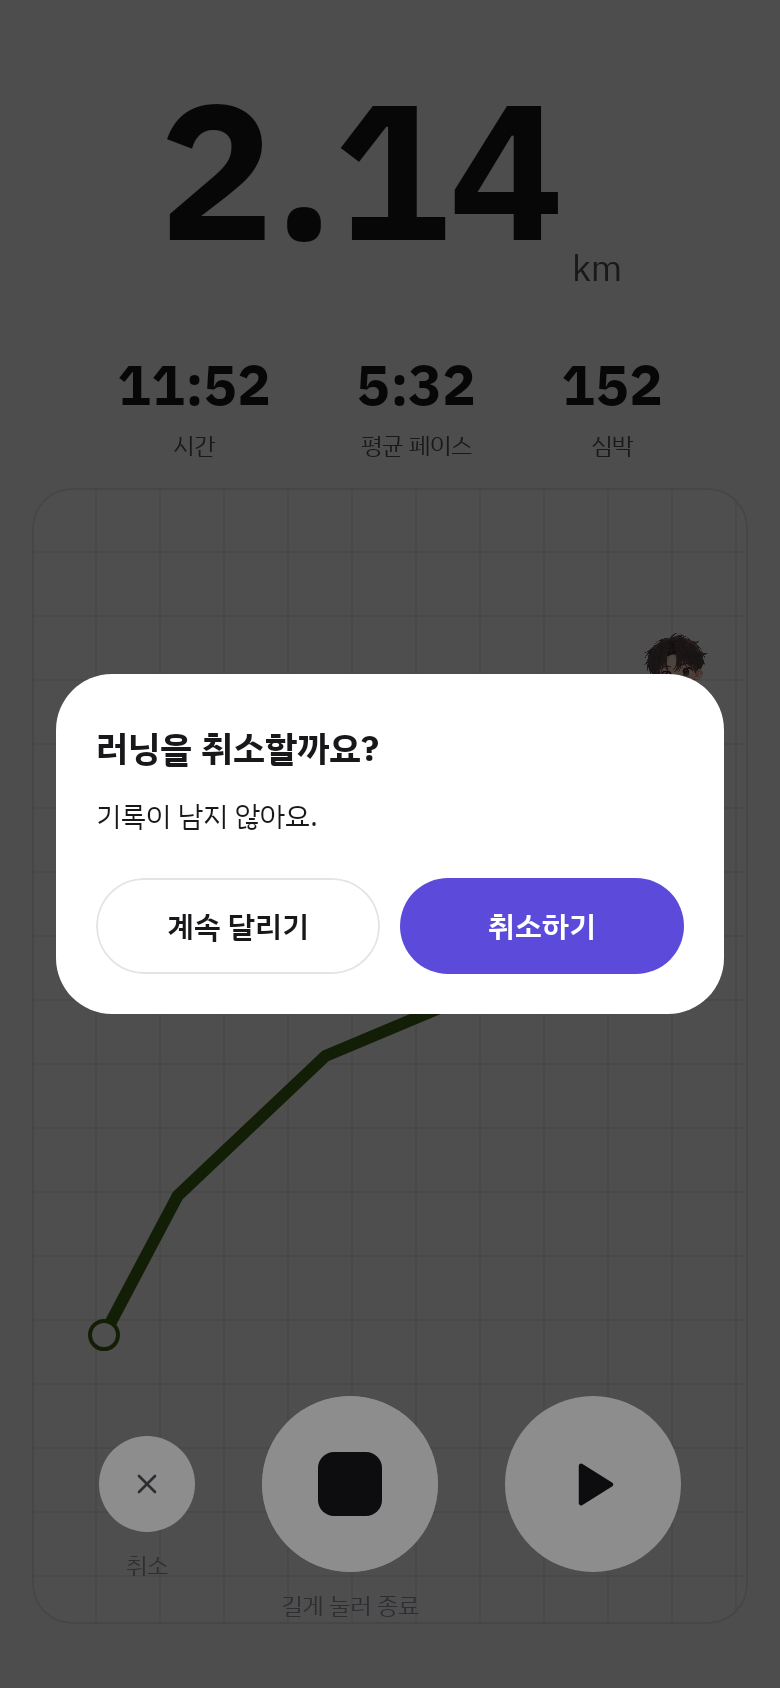 2.14
km
11:52 5:32 152
시간 평균 페이스 심박
러닝을 취소할까요?
기록이 남지 않아요.
계속 달리기 취소하기
취소
길게 눌러 종료